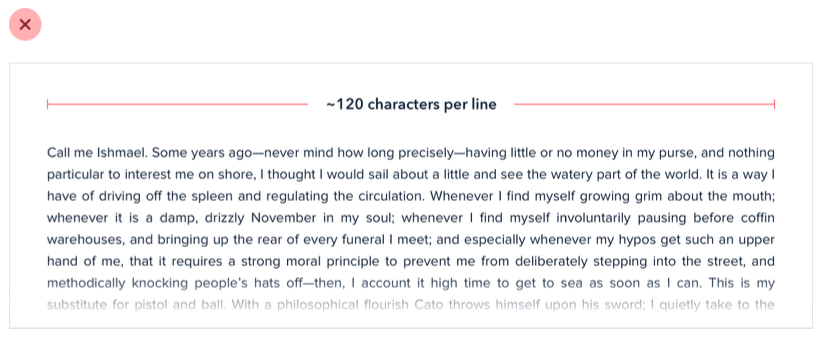 ~120 characters per line
Call me Ishmael. Some years ago—never mind how long precisely—having little or no money in my purse, and nothing
particular to interest me on shore, I thought I would sail about a little and see the watery part of the world. It is a way I
have of driving off the spleen and regulating the circulation. Whenever I find myself growing grim about the mouth;
whenever it is a damp, drizzly November in my soul; whenever I find myself involuntarily pausing before coffin
warehouses, and bringing up the rear of every funeral I meet; and especially whenever my hypos get such an upper
hand of me, that it requires a strong moral principle to prevent me from deliberately stepping into the street, and
methodically knocking people's hats off—then, I account it high time to get to sea as soon as I can. This is my
substitute for pistol and ball. With a philosophical flourish Cato throws himself upon his sword; I quietly take to the